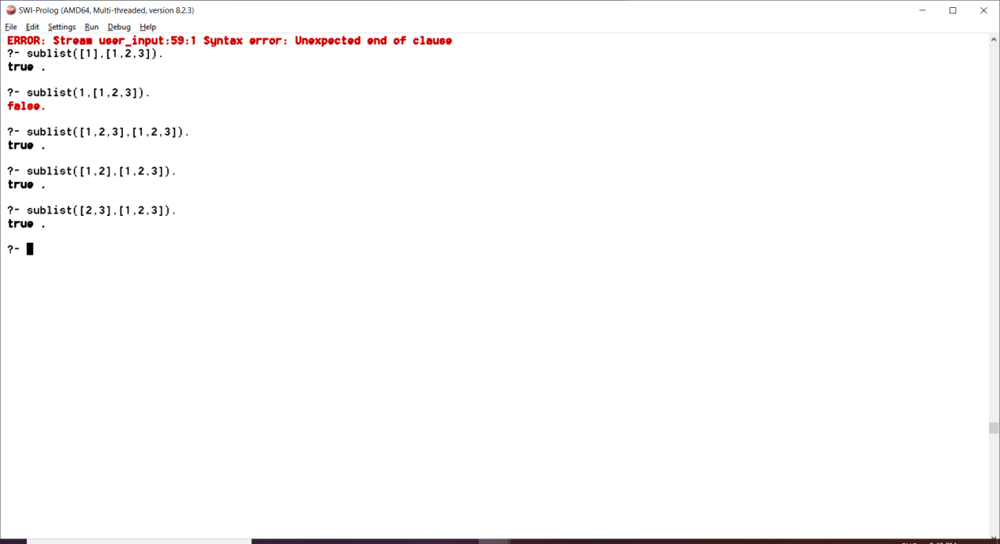 SWI-Prolog (AMD64, Multi-threaded, version 8.2.3)
File Edit Settings Run Debug Help
ERROR: Stream user_input:59:1 Syntax error: Unexpected end of clause
?- sublist([1],[1,2,3]).
true .
?- sublist(1,[1,2,3]).
false.
?- sublist([1,2,3],[1,2,3]).
true .
?- sublist([1,2],[1,2,3]).
true .
?- sublist([2,3],[1,2,3]).
true .
?-